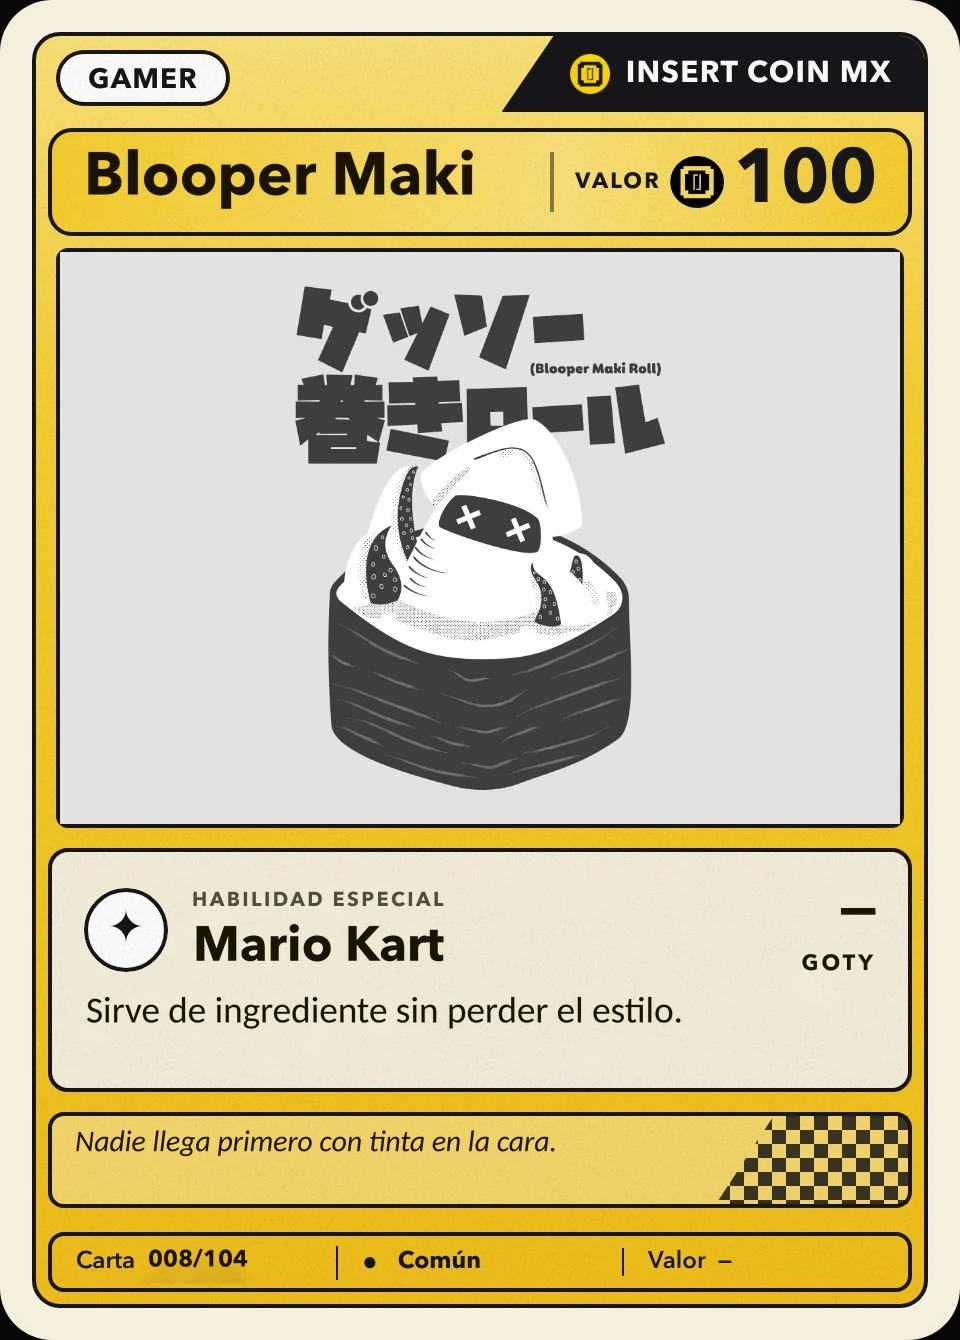 GAMER
INSERT COIN MX
Blooper Maki
VALOR 100
ゲッソー
(Blooper Maki Roll)
巻きロール
HABILIDAD ESPECIAL
Mario Kart
—
GOTY
Sirve de ingrediente sin perder el estilo.
Nadie llega primero con tinta en la cara.
Carta 008/104 • Común Valor –